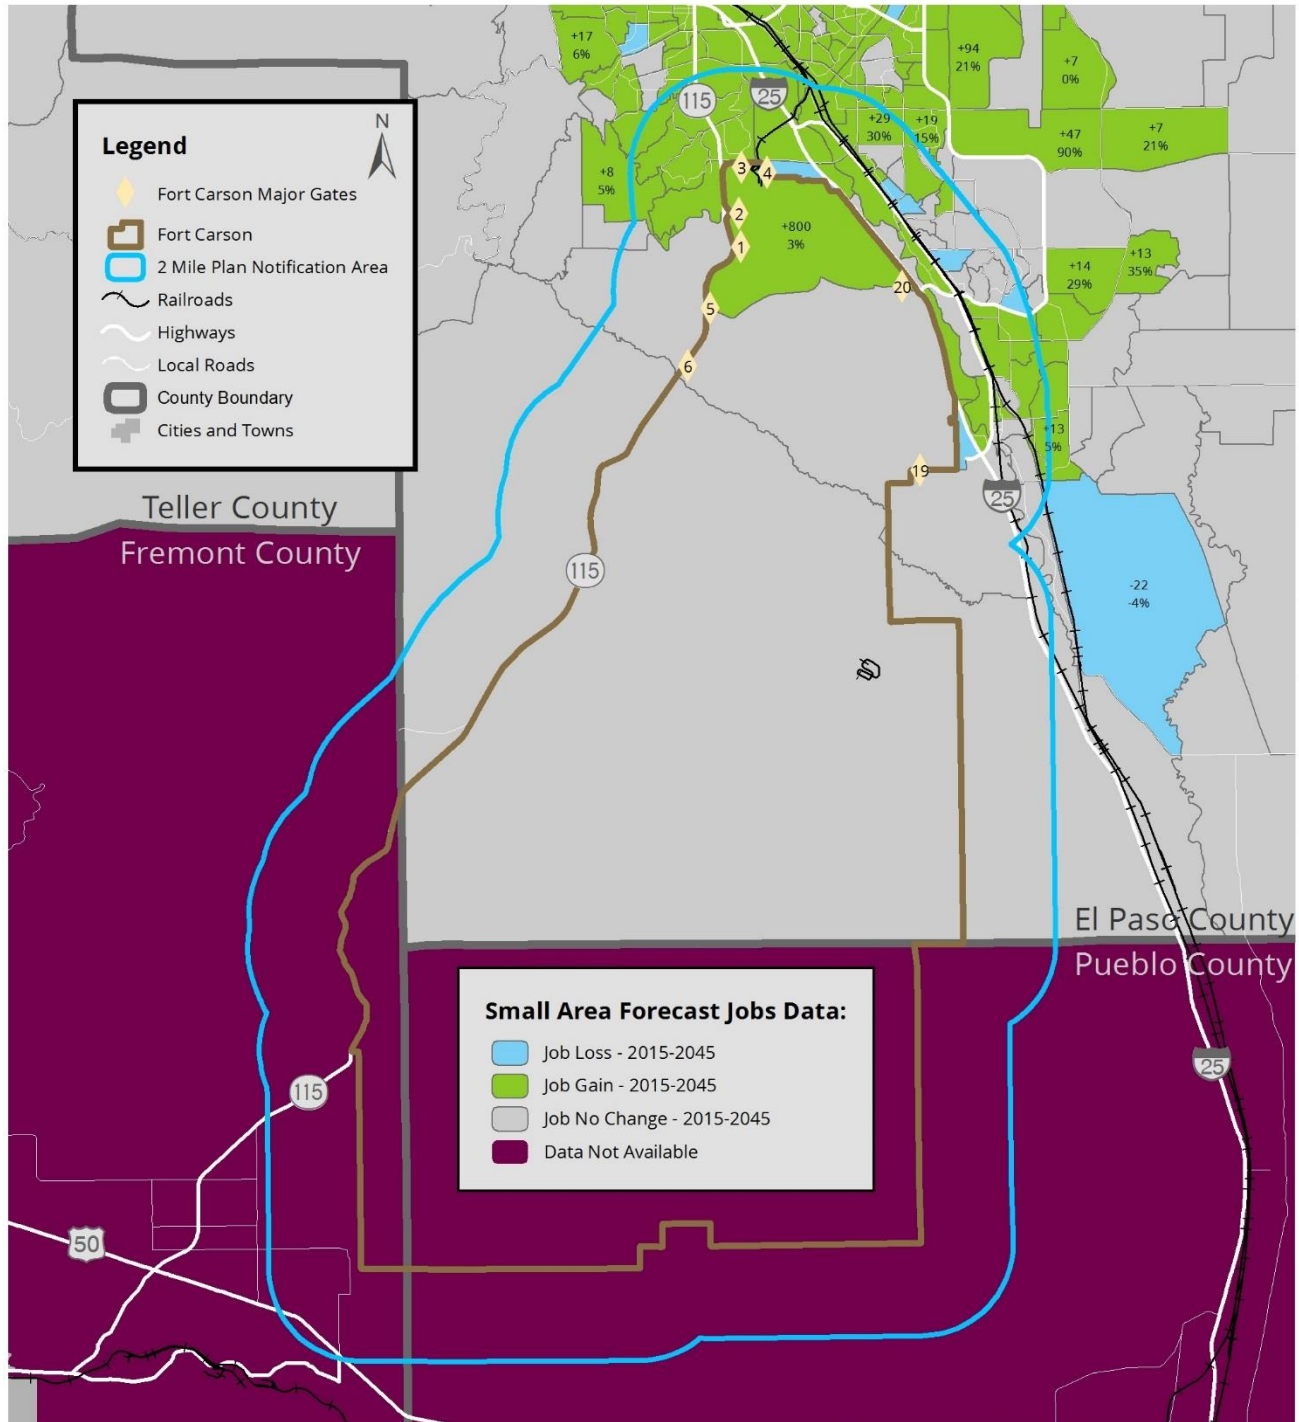 +17
6%
+94
21%
+7
0%
115
25
+29
30%
+19
15%
+47
90%
+7
21%
N
Legend
Fort Carson Major Gates
Fort Carson
2 Mile Plan Notification Area
Railroads
Highways
Local Roads
County Boundary
Cities and Towns
+8
5%
3
4
2
1
+800
3%
20
5
6
+14
29%
+13
35%
+13
5%
19
25
Teller County
Fremont County
115
-22
-4%
El Paso County
Pueblo County
Small Area Forecast Jobs Data:
Job Loss - 2015-2045
Job Gain - 2015-2045
Job No Change - 2015-2045
Data Not Available
25
115
50